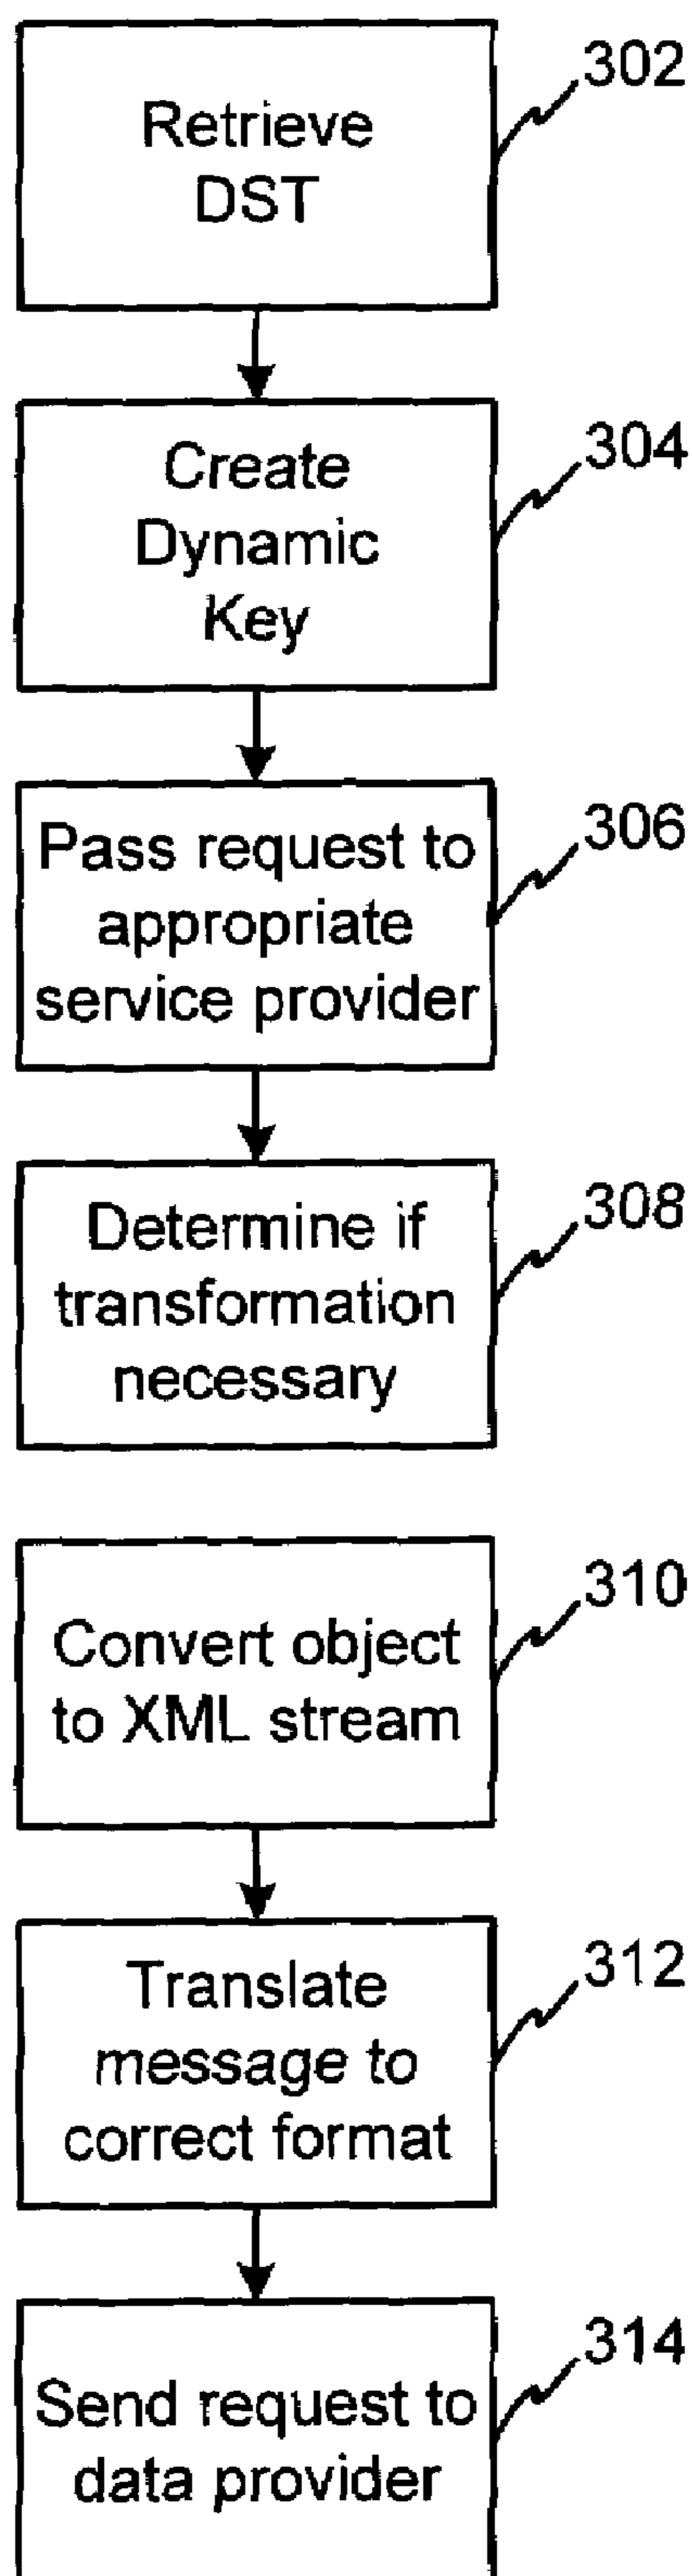 302
Retrieve
DST
304
Create
Dynamic
Key
306
Pass request to
appropriate
service provider
308
Determine if
transformation
necessary
310
Convert object
to XML stream
312
Translate
message to
correct format
314
Send request to
data provider